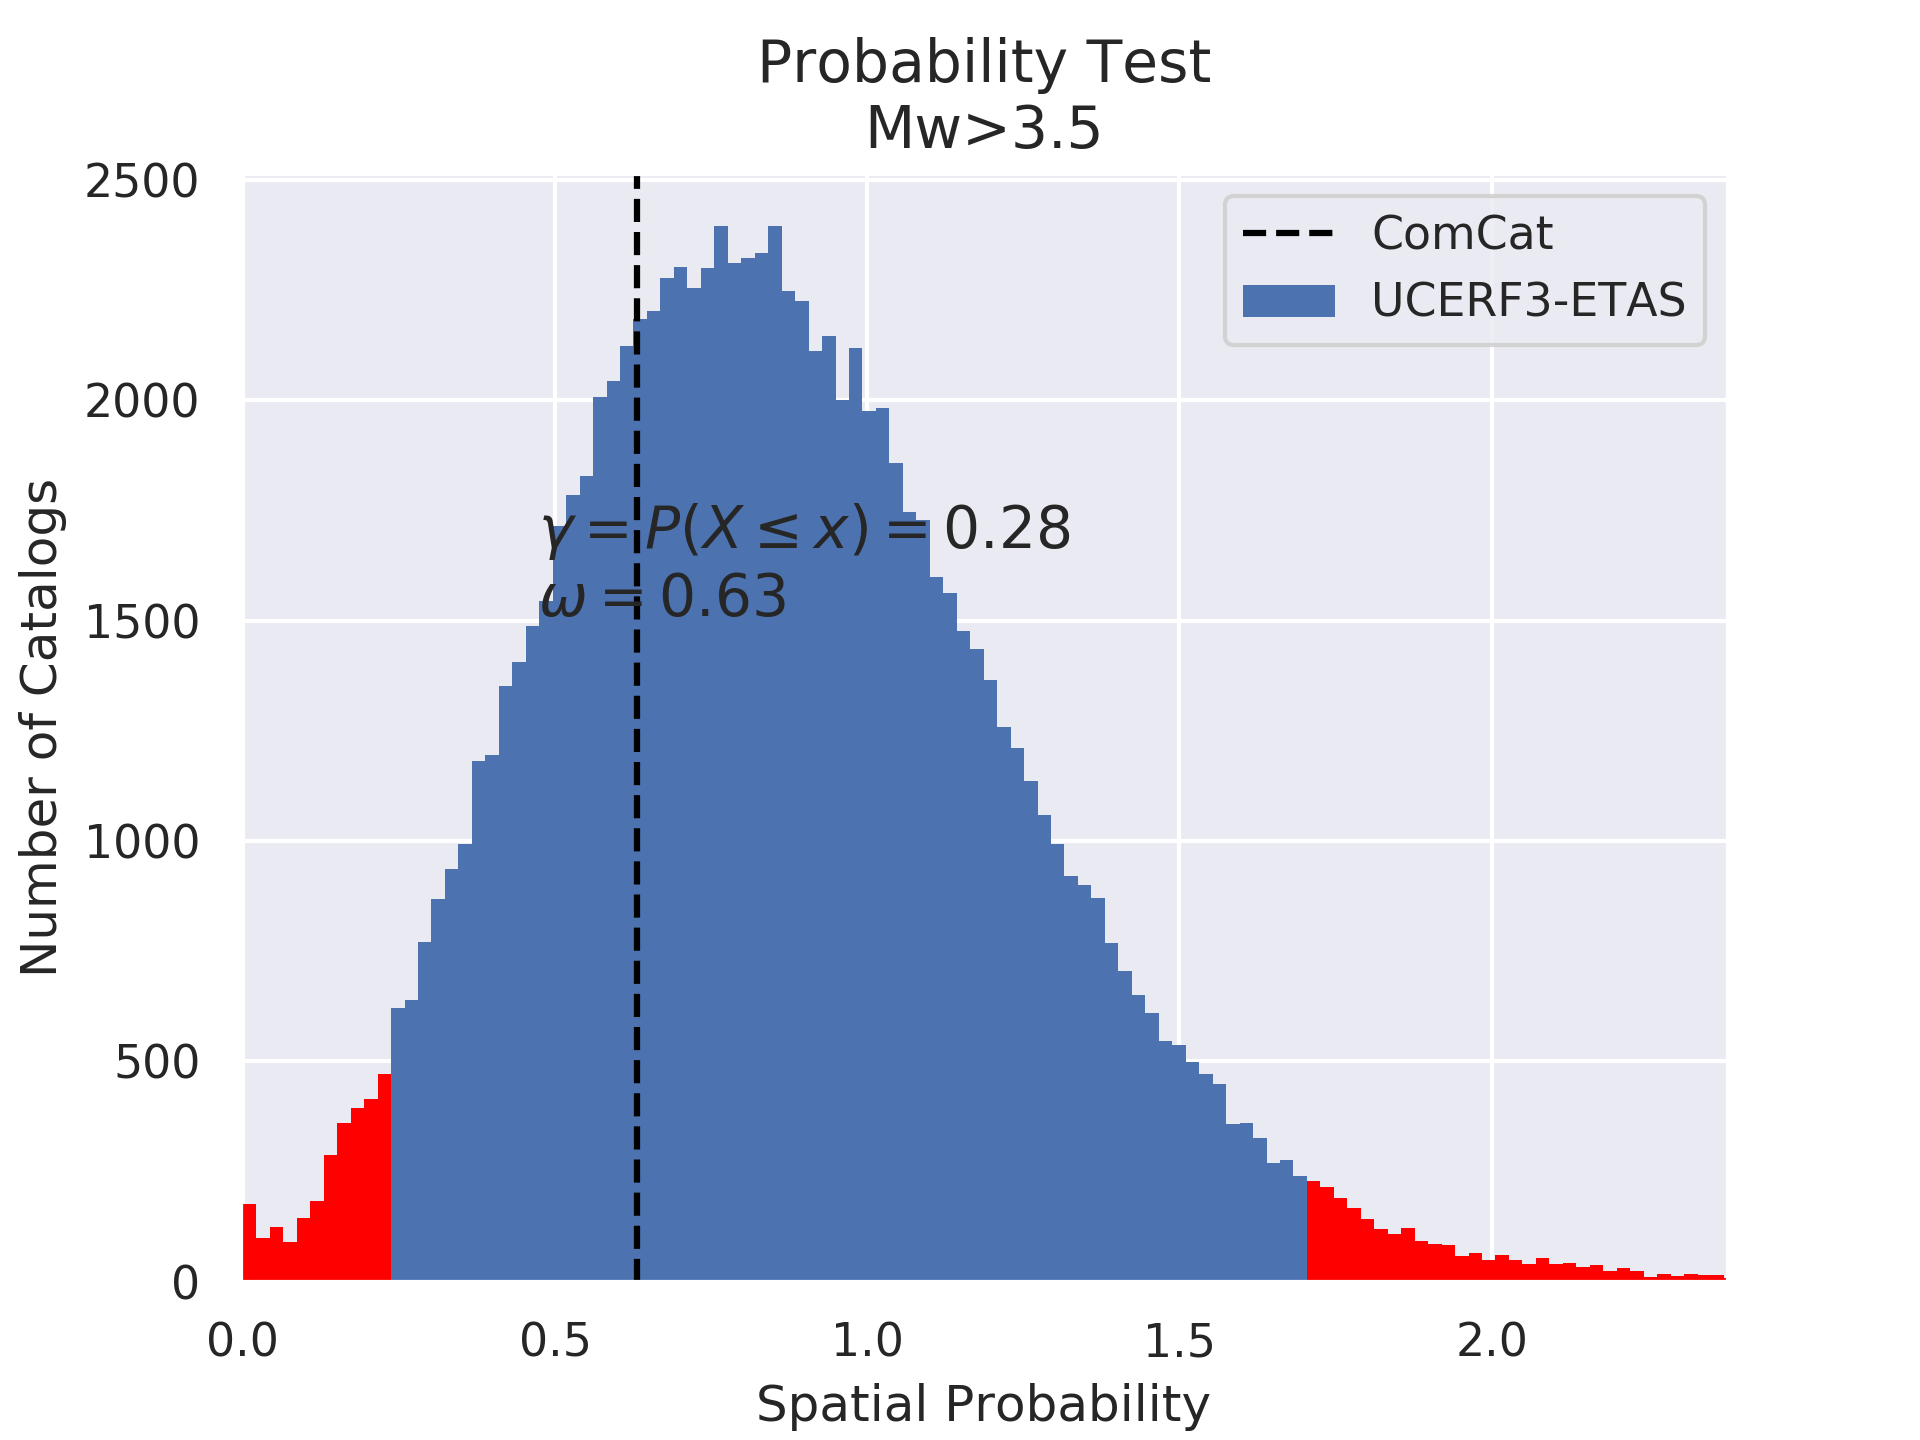 Probability Test
Mw>3.5
2500
2000
1500
1000
500
0
Number of Catalogs
ComCat
UCERF3-ETAS
γ = P(X ≤ x) = 0.28
ω = 0.63
0.0 0.5 1.0 1.5 2.0
Spatial Probability